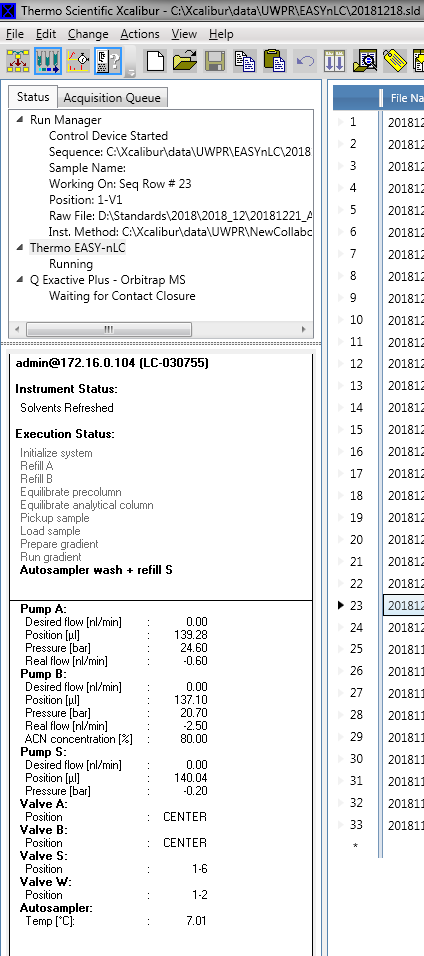 Thermo Scientific Xcalibur - C:\Xcalibur\data\UWPR\EASYnLC\20181218.sld
File Edit Change Actions View Help
Status Acquisition Queue
Run Manager
Control Device Started
Sequence: C:\Xcalibur\data\UWPR\EASYnLC\2018
Sample Name:
Working On: Seq Row # 23
Position: 1-V1
Raw File: D:\Standards\2018\2018_12\20181221_A
Inst. Method: C:\Xcalibur\data\UWPR\NewCollabo
Thermo EASY-nLC
Running
Q Exactive Plus - Orbitrap MS
Waiting for Contact Closure
admin@172.16.0.104 (LC-030755)
Instrument Status:
Solvents Refreshed
Execution Status:
Initialize system
Refill A
Refill B
Equilibrate precolumn
Equilibrate analytical column
Pickup sample
Load sample
Prepare gradient
Run gradient
Autosampler wash + refill S
Pump A:
Desired flow [nl/min] : 0.00
Position [µl] : 139.28
Pressure [bar] : 24.60
Real flow [nl/min] : -0.60
Pump B:
Desired flow [nl/min] : 0.00
Position [µl] : 137.10
Pressure [bar] : 20.70
Real flow [nl/min] : -2.50
ACN concentration [%] : 80.00
Pump S:
Desired flow [nl/min] : 0.00
Position [µl] : 140.04
Pressure [bar] : -0.20
Valve A:
Position : CENTER
Valve B:
Position : CENTER
Valve S:
Position : 1-6
Valve W:
Position : 1-2
Autosampler:
Temp [°C]: : 7.01
File Name
1 201812
2 201812
3 201812
4 201812
5 201812
6 201812
7 201812
8 201812
9 201812
10 201812
11 201812
12 201812
13 201812
14 201812
15 201812
16 201812
17 201812
18 201812
19 201812
20 201812
21 201812
22 201812
23 201812
24 201812
25 201811
26 201811
27 201811
28 201811
29 201811
30 201811
31 201811
32 201811
33 201811
*